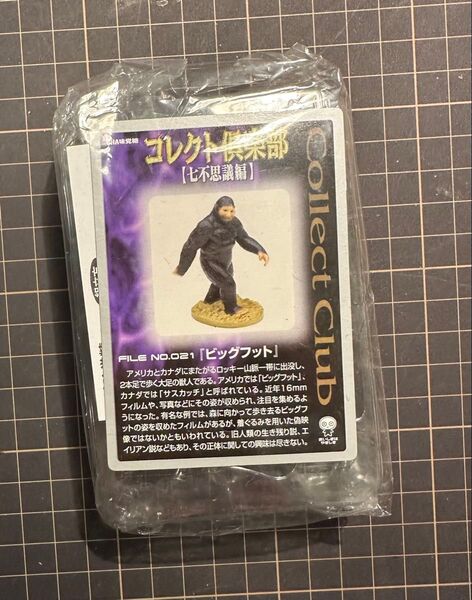 UHA味覚糖
コレクト倶楽部
【七不思議編】
Collect Club
FILE NO.021 『ビッグフット』
アメリカとカナダにまたがるロッキー山脈一帯に出没し、
2本足で歩く大足の獣人である。アメリカでは「ビッグフット」、
カナダでは「サスカッチ」と呼ばれている。近年16mm
フィルムや、写真などにその姿が収められ、注目を集めるよ
うになった。有名な例では、森に向かって歩き去るビッグフ
ットの姿を収めたフィルムがあるが、着ぐるみを用いた偽映
像ではないかともいわれている。旧人類の生き残り説、エ
イリアン説などもあり、その正体に関しての興味は尽きない。